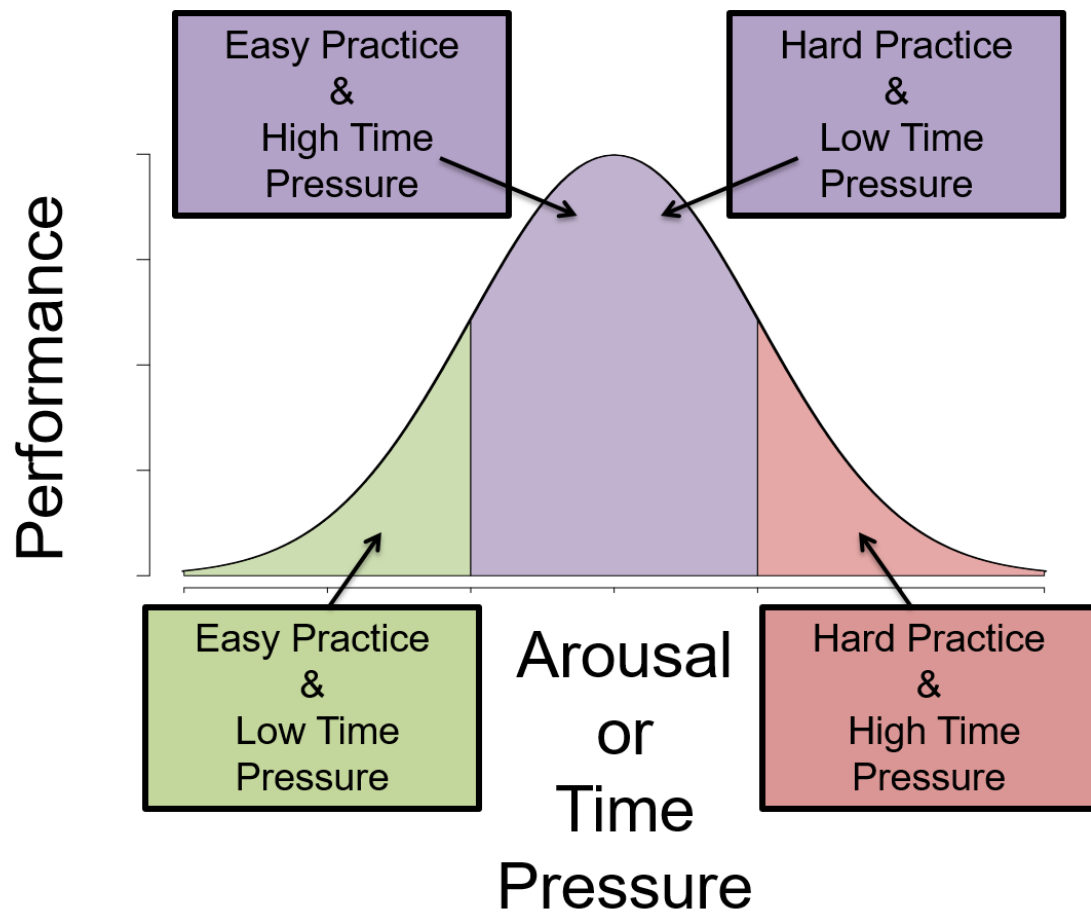 Easy Practice
&
High Time
Pressure
Hard Practice
&
Low Time
Pressure
Performance
Easy Practice
&
Low Time
Pressure
Arousal
or
Time
Pressure
Hard Practice
&
High Time
Pressure